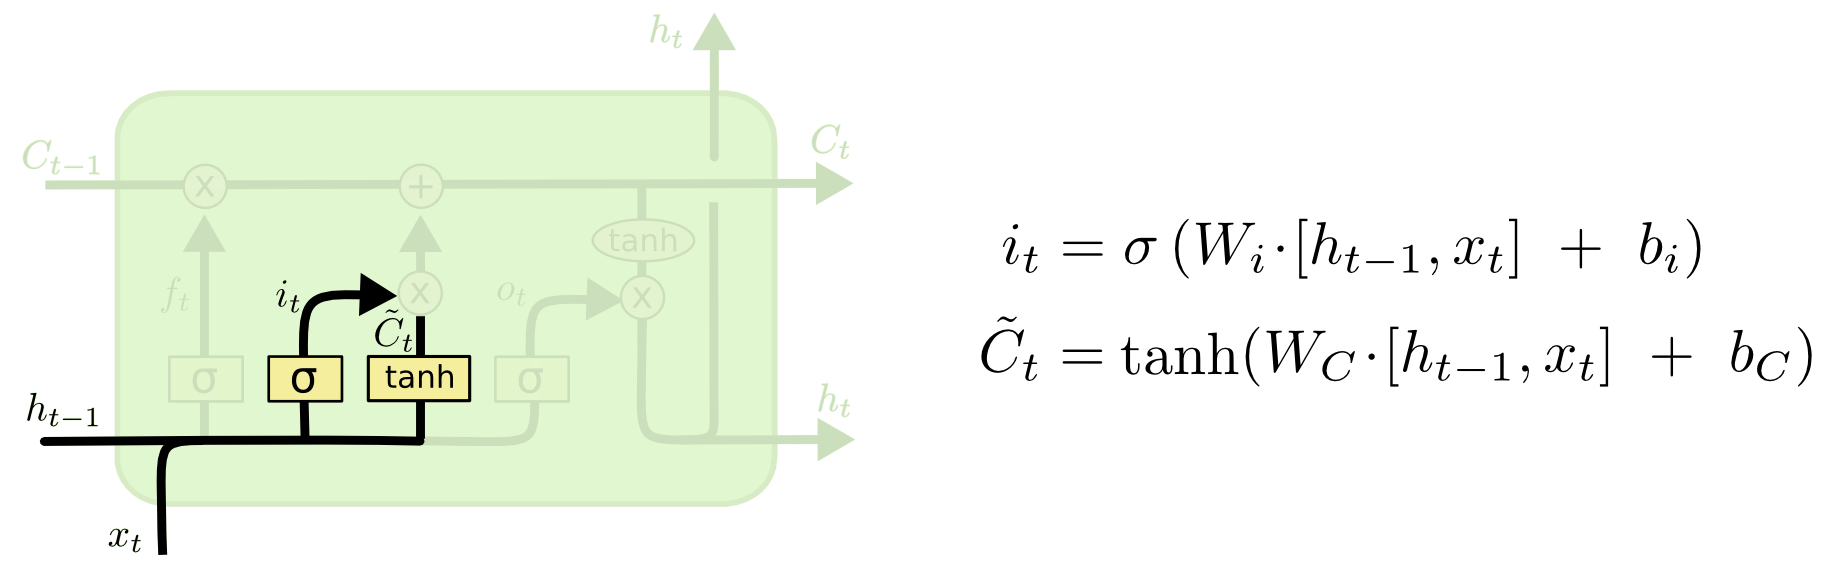 h_t
C_{t-1}
C_t
x
+
tanh
f_t
i_t
x
o_t
x
C̃_t
σ
σ
tanh
σ
h_{t-1}
h_t
x_t
i_t = σ (W_i·[h_{t-1}, x_t] + b_i)
C̃_t = tanh(W_C·[h_{t-1}, x_t] + b_C)